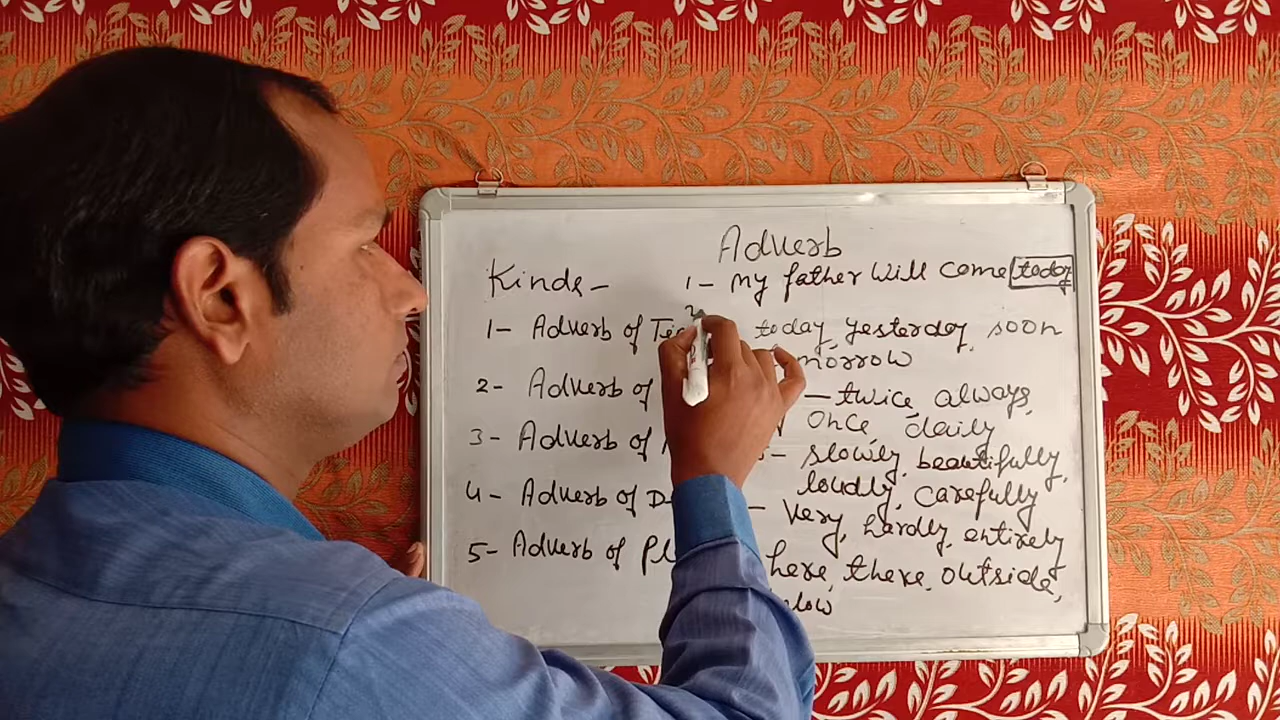 Adverb
Kinds- 1- My father will come today
2
1- Adverb of today, yesterday, soon
2- Adverb of - twice, always,
once daily
3- Adverb of - slowly, beautifully,
loudly, carefully
4- Adverb of - very, hardly, entirely
5- Adverb of here, there, outside,